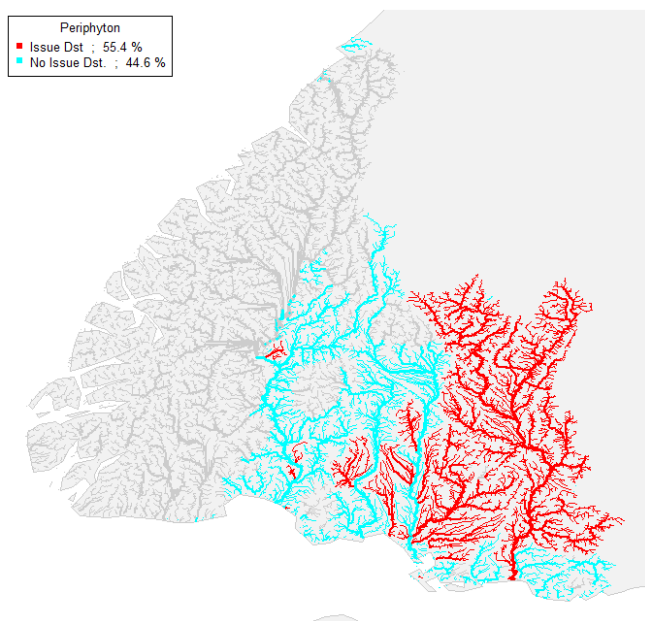 Periphyton
Issue Dst ; 55.4 %
No Issue Dst. ; 44.6 %